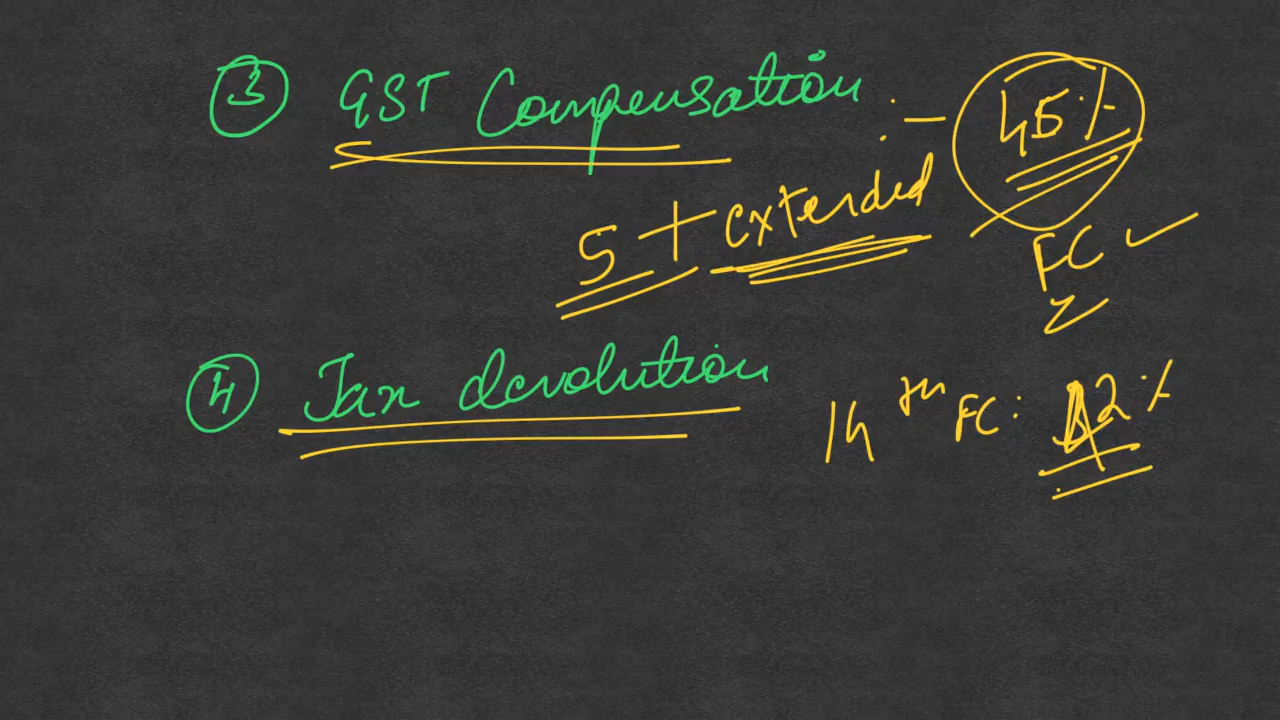 3 GST Compensation :- 45%
5 + extended
FC
4 Tax devolution
14th FC: 42%